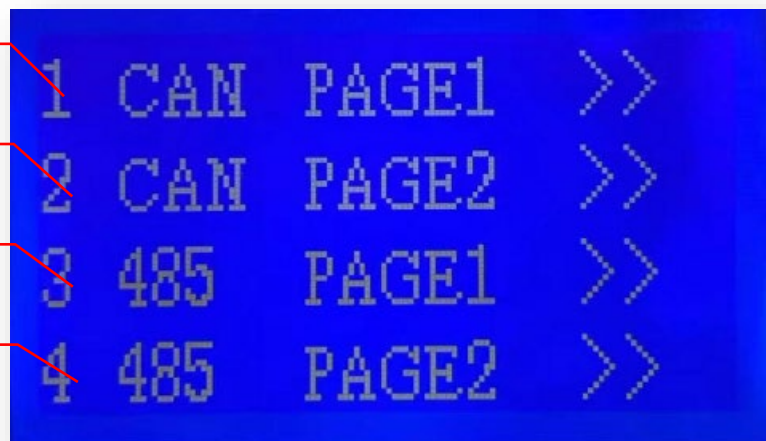 1 CAN PAGE1 >>
2 CAN PAGE2 >>
3 485 PAGE1 >>
4 485 PAGE2 >>